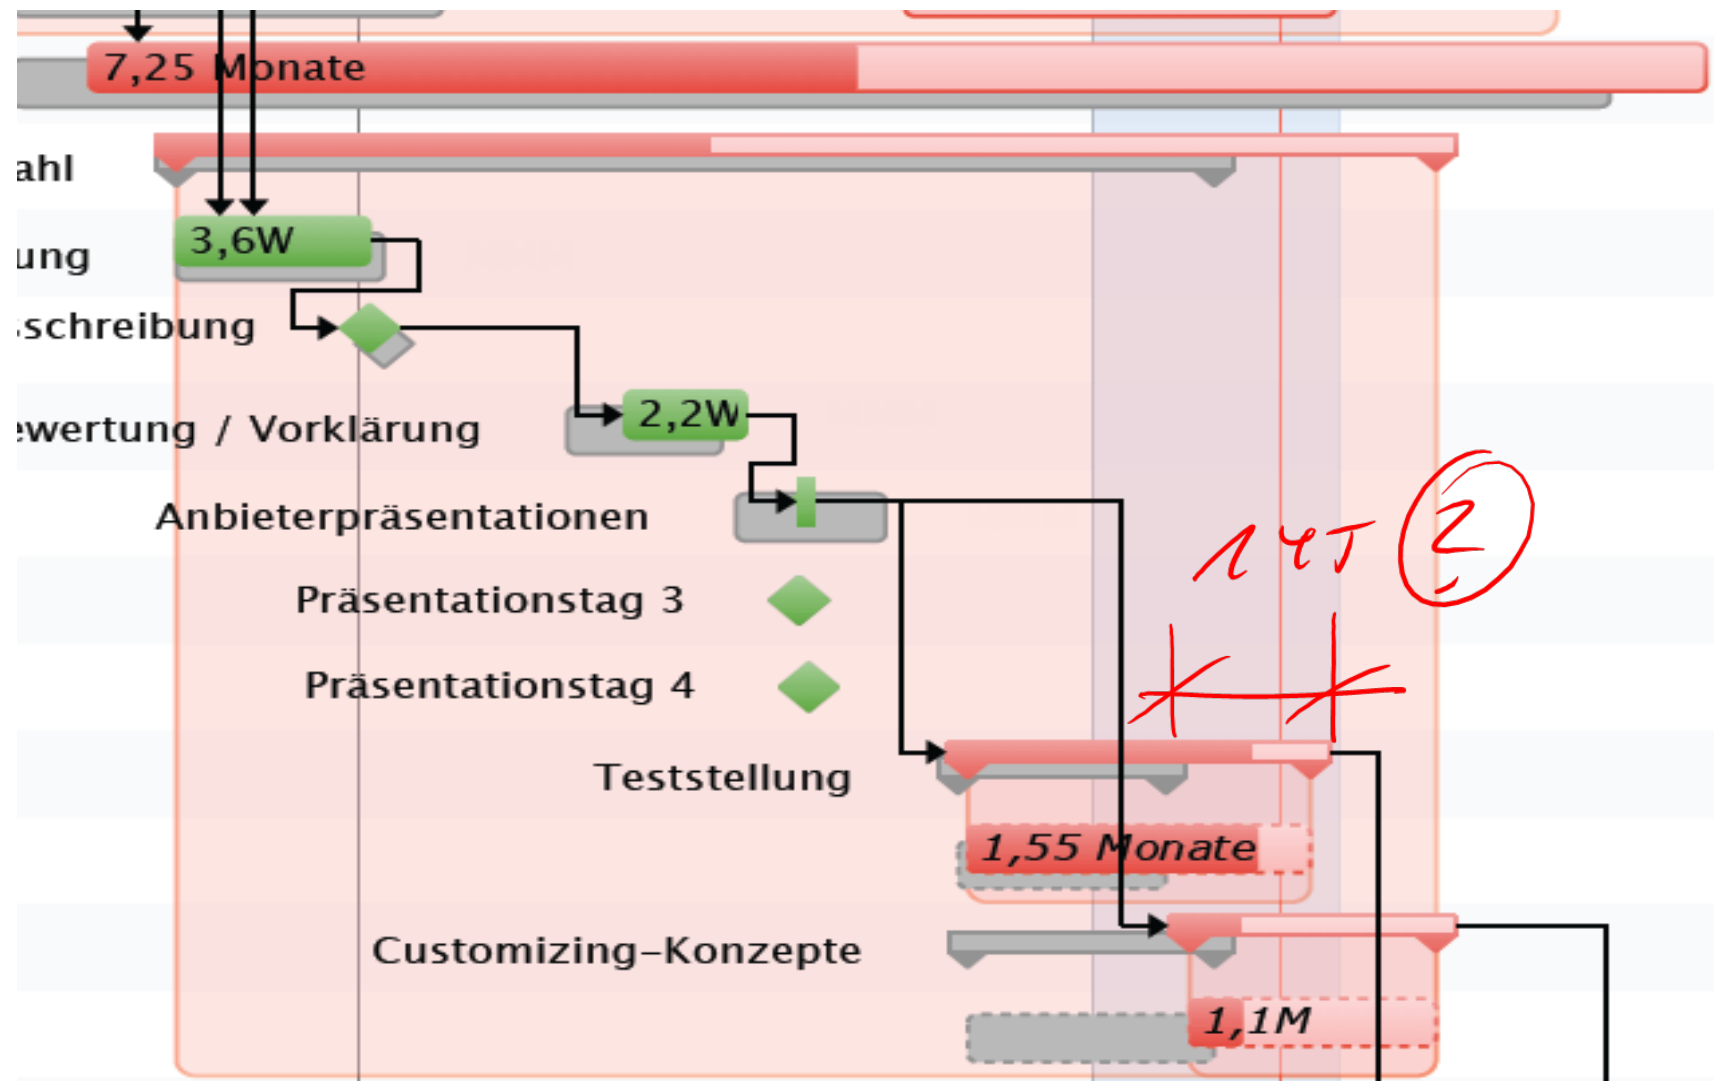 7,25 Monate
ahl
3,6W
ung
sschreibung
2,2W
ewertung / Vorklärung
Anbieterpräsentationen
14T
2
Präsentationstag 3
Präsentationstag 4
Teststellung
1,55 Monate
Customizing-Konzepte
1,1M